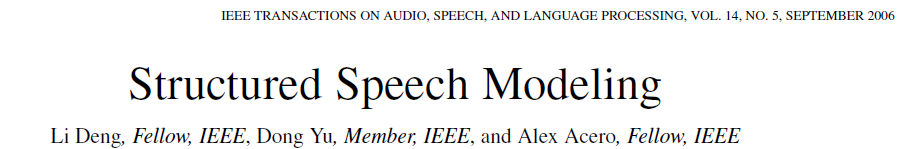 IEEE TRANSACTIONS ON AUDIO, SPEECH, AND LANGUAGE PROCESSING, VOL. 14, NO. 5, SEPTEMBER 2006
Structured Speech Modeling
Li Deng, Fellow, IEEE, Dong Yu, Member, IEEE, and Alex Acero, Fellow, IEEE